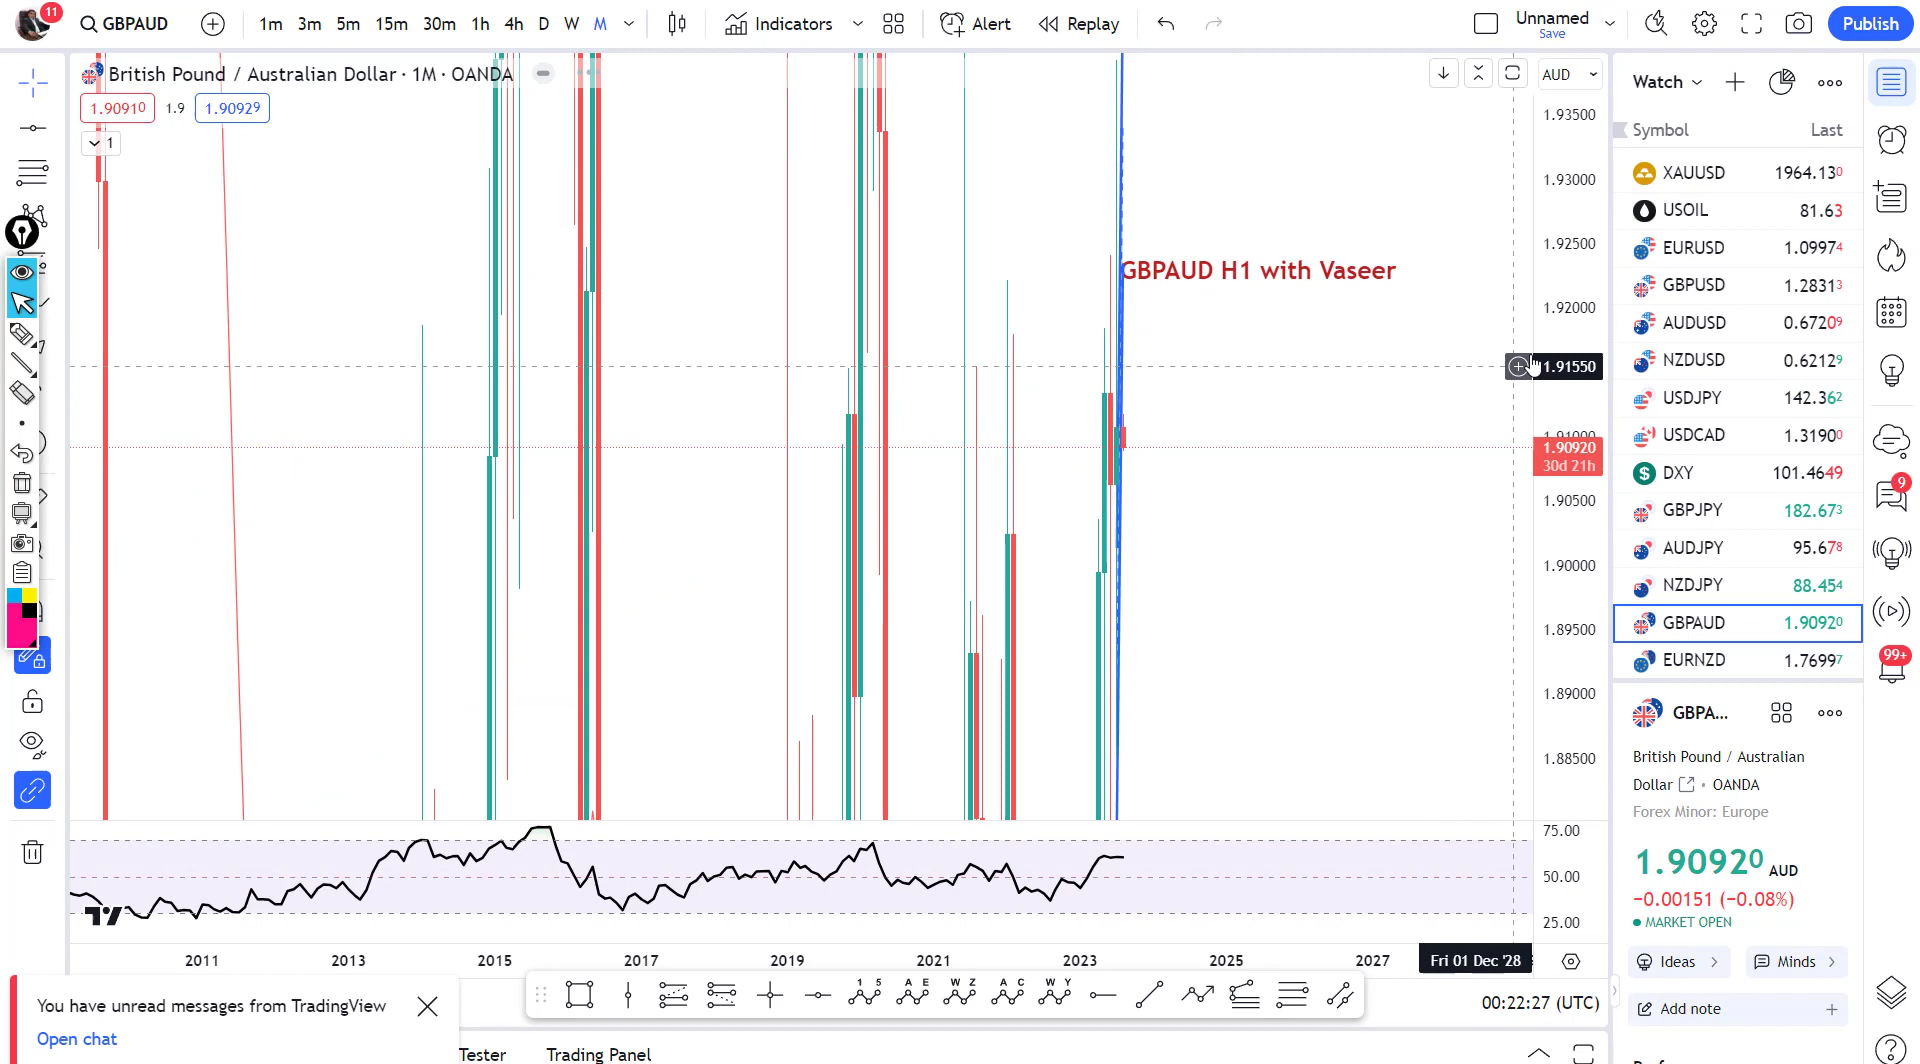 11
GBPAUD
1m 3m 5m 15m 30m 1h 4h D W M
Indicators
Alert
Replay
Unnamed
Save
Publish
British Pound / Australian Dollar · 1M · OANDA
1.90910
1.9
1.90929
1
AUD
1.93500
1.93000
1.92500
1.92000
1.91550
1.91000
1.90920
30d 21h
1.90500
1.90000
1.89500
1.89000
1.88500
75.00
50.00
25.00
GBPAUD H1 with Vaseer
2011 2013 2015 2017 2019 2021 2023 2025 2027
Fri 01 Dec '28
Watch
Symbol Last
XAUUSD 1964.130
USOIL 81.63
EURUSD 1.09974
GBPUSD 1.28313
AUDUSD 0.67209
NZDUSD 0.62129
USDJPY 142.362
USDCAD 1.31900
DXY 101.4649
GBPJPY 182.673
AUDJPY 95.678
NZDJPY 88.454
GBPAUD 1.90920
EURNZD 1.76997
GBPA...
British Pound / Australian
Dollar · OANDA
Forex Minor: Europe
1.90920 AUD
−0.00151 (−0.08%)
MARKET OPEN
Ideas
Minds
Add note
9
99+
You have unread messages from TradingView
Open chat
1 5
A E
W Z
A C
W Y
00:22:27 (UTC)
Tester
Trading Panel